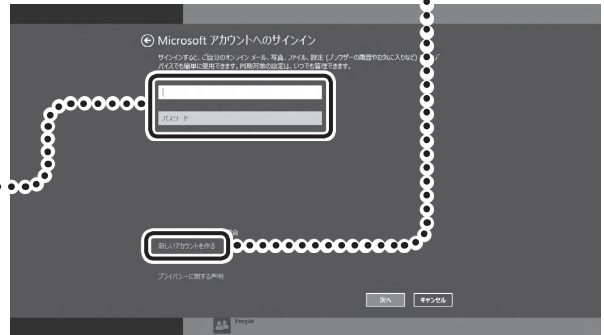 Microsoft アカウントへのサインイン
サインインすると、ご自分のオンライン メール、写真、ファイル、設定 (ブラウザーの履歴やお気に入りなど)
バイスでも簡単に使用できます。同期対象の設定は、いつでも管理できます。
パスワード
合
新しいアカウントを作る
プライバシーに関する声明
次へ キャンセル
People